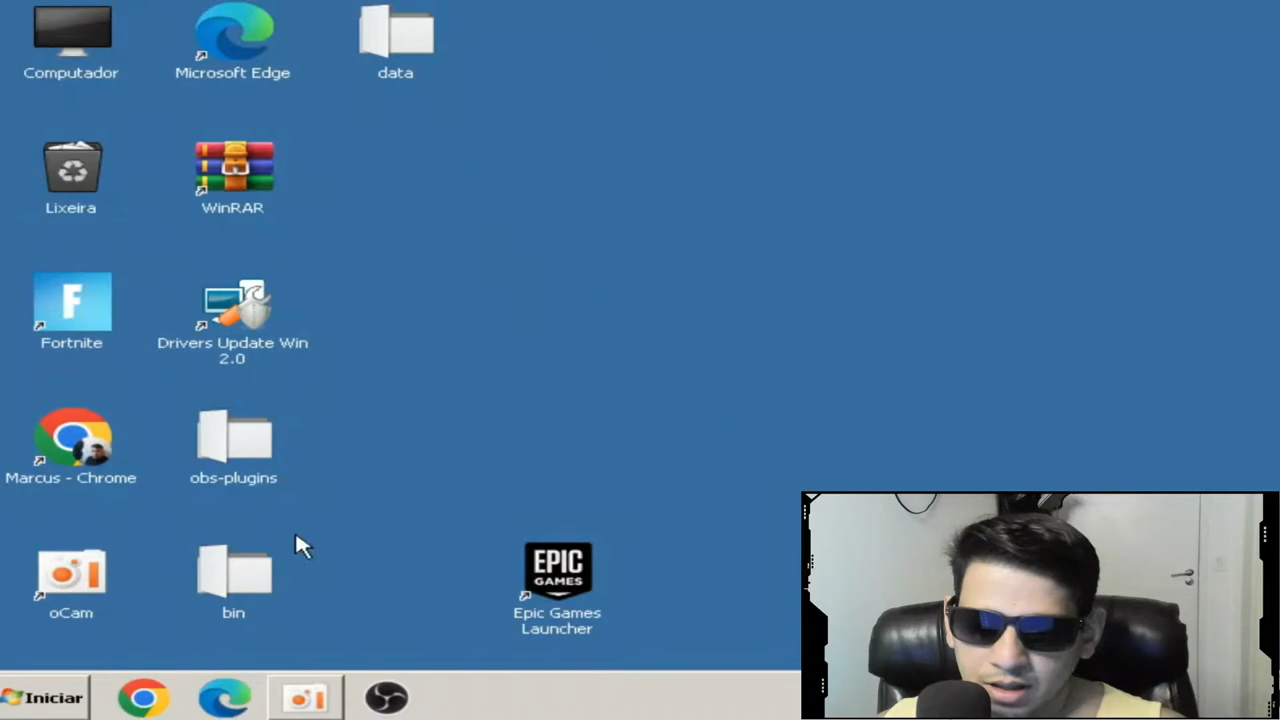 Computador
Microsoft Edge
data
Lixeira
WinRAR
F
Fortnite
Drivers Update Win
2.0
Marcus - Chrome
obs-plugins
oCam
bin
EPIC
GAMES
Epic Games
Launcher
Iniciar